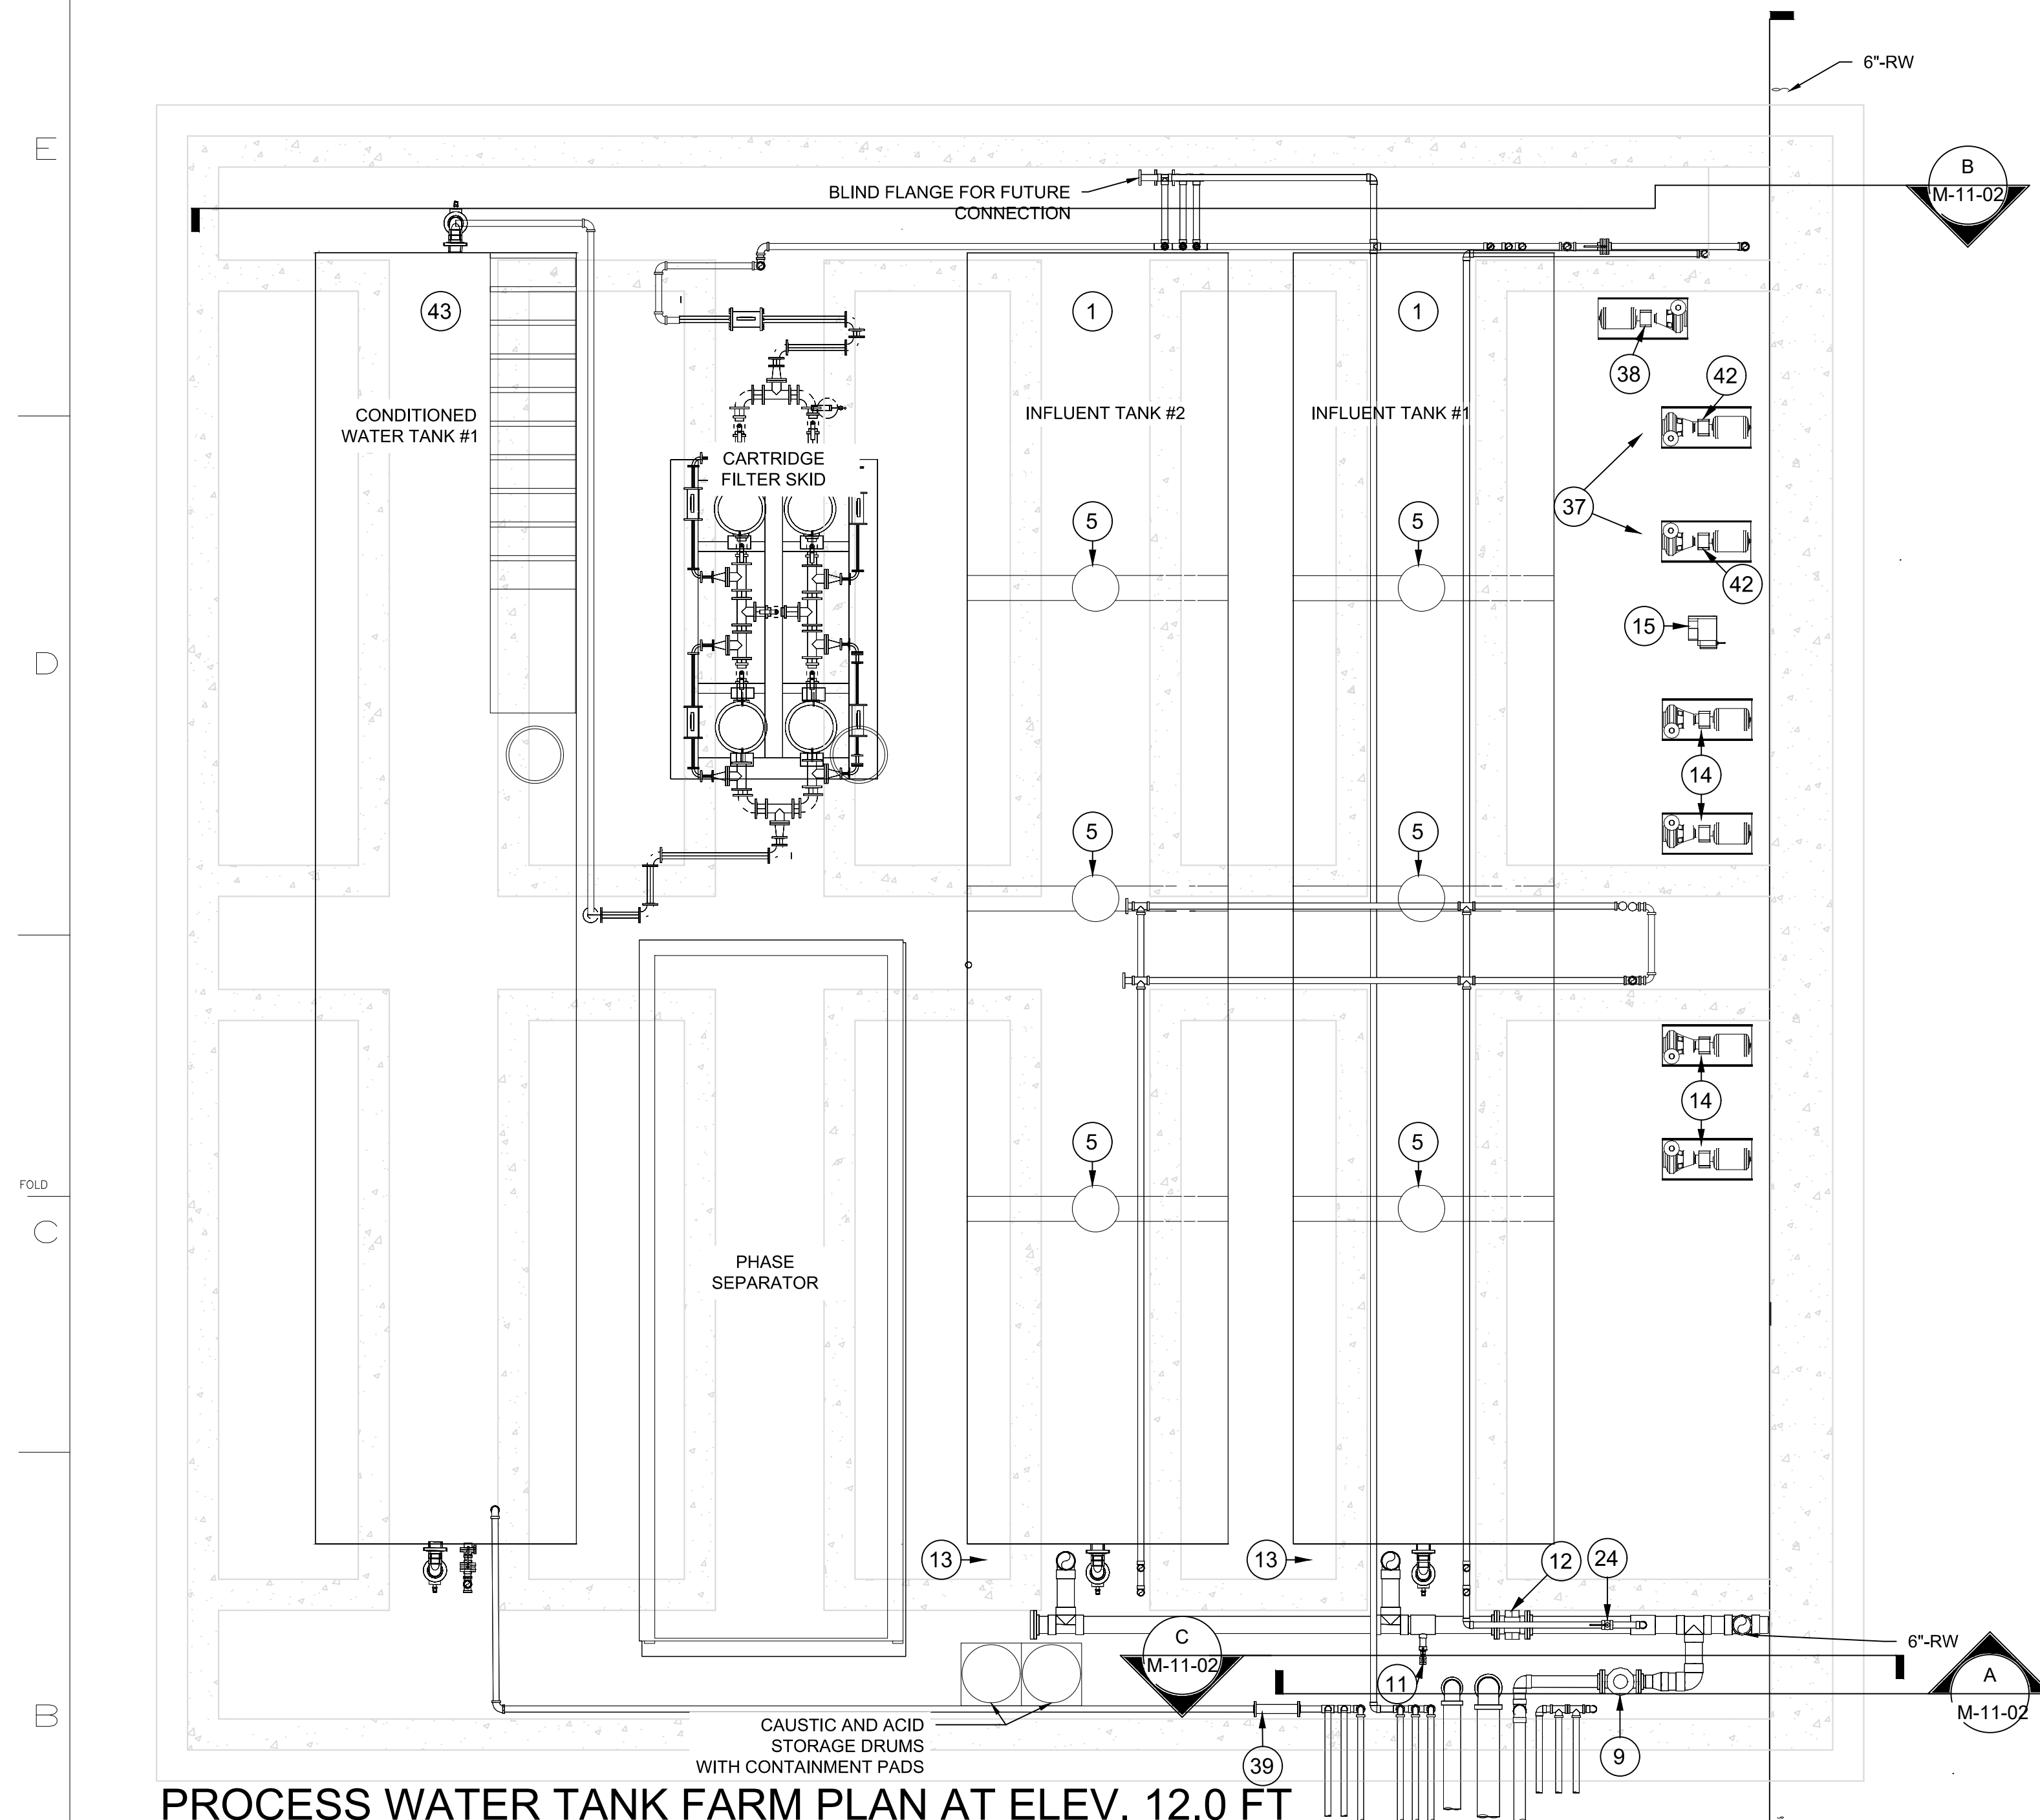 6"-RW
E
B
M-11-02
BLIND FLANGE FOR FUTURE
CONNECTION
43
1
1
38
42
CONDITIONED
WATER TANK #1
INFLUENT TANK #2
INFLUENT TANK #1
CARTRIDGE
FILTER SKID
37
5
5
42
15
D
14
5
5
14
5
5
FOLD
C
PHASE
SEPARATOR
13
13
12
24
C
M-11-02
6"-RW
11
A
M-11-02
B
CAUSTIC AND ACID
STORAGE DRUMS
WITH CONTAINMENT PADS
39
9
PROCESS WATER TANK FARM PLAN AT ELEV. 12.0 FT